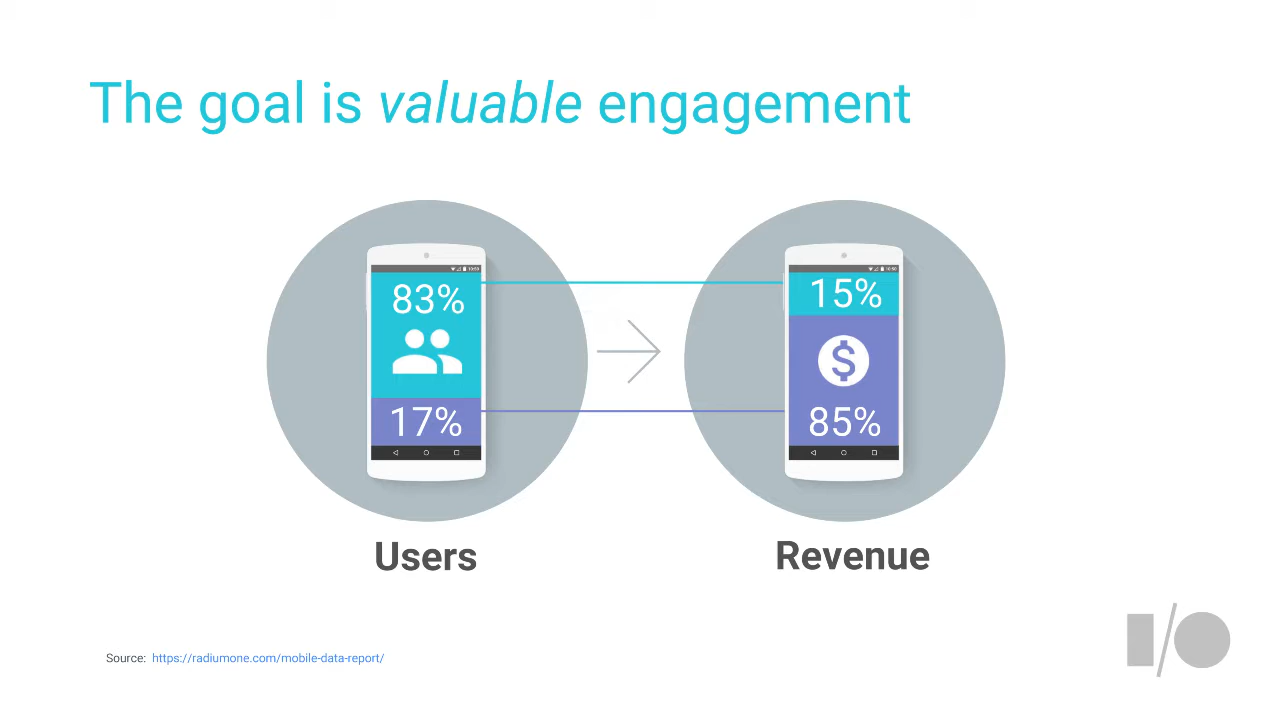 The goal is valuable engagement
83%
17%
15%
$
85%
Users
Revenue
Source: https://radiumone.com/mobile-data-report/
I/O